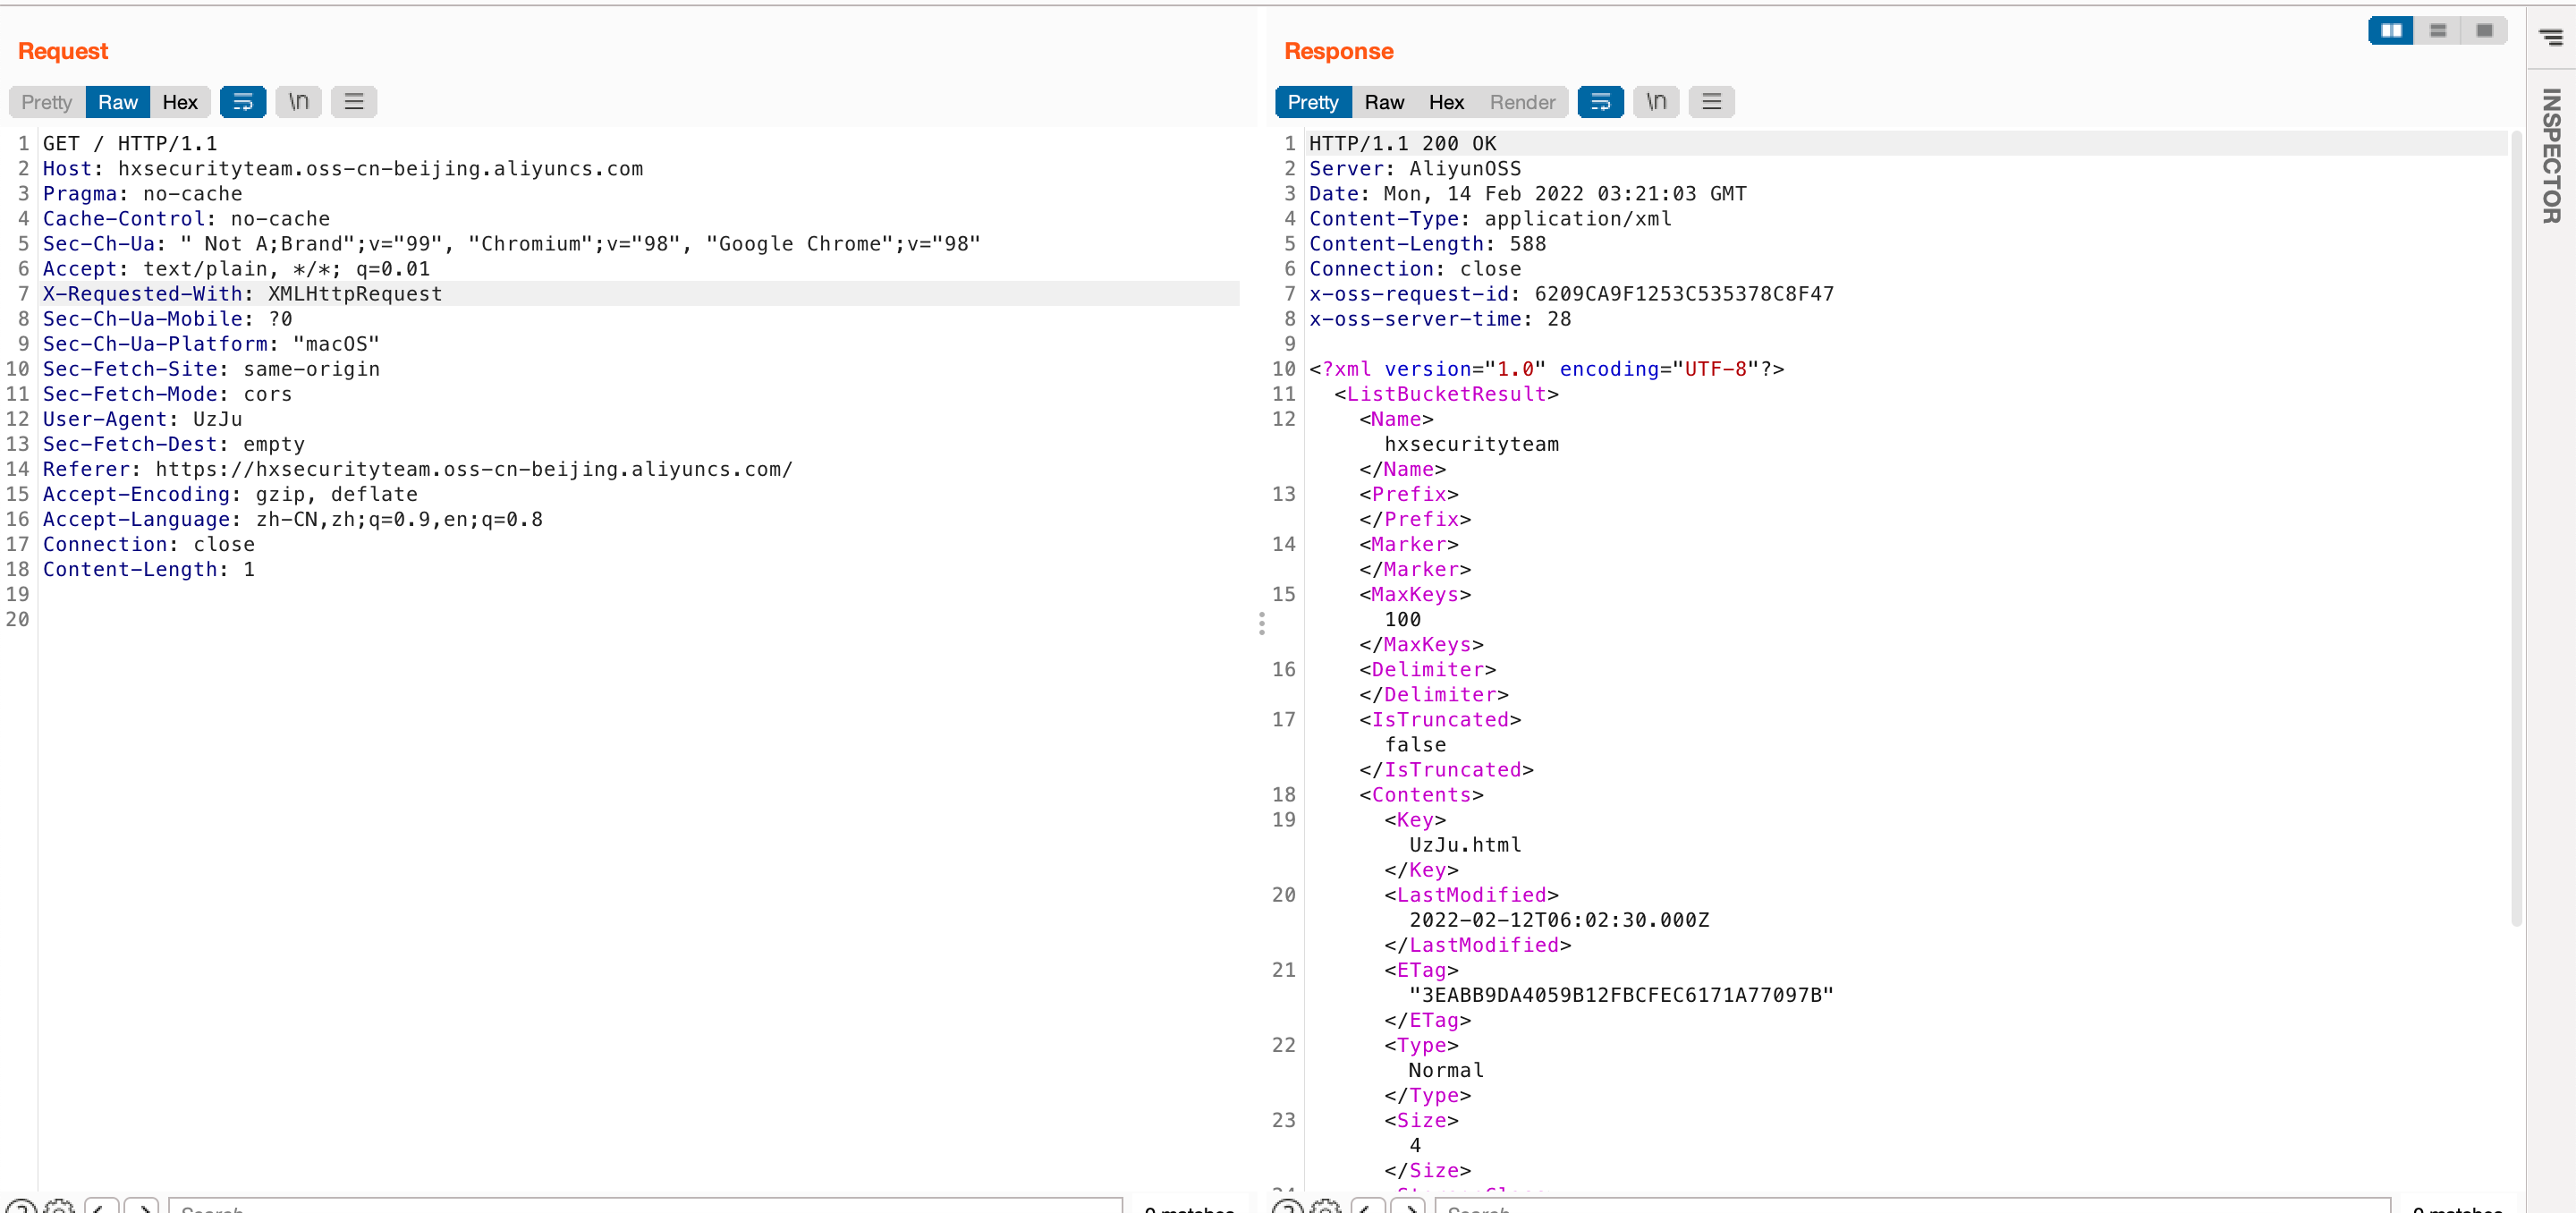 Request
Pretty Raw Hex \n
1 GET / HTTP/1.1
2 Host: hxsecurityteam.oss-cn-beijing.aliyuncs.com
3 Pragma: no-cache
4 Cache-Control: no-cache
5 Sec-Ch-Ua: " Not A;Brand";v="99", "Chromium";v="98", "Google Chrome";v="98"
6 Accept: text/plain, */*; q=0.01
7 X-Requested-With: XMLHttpRequest
8 Sec-Ch-Ua-Mobile: ?0
9 Sec-Ch-Ua-Platform: "macOS"
10 Sec-Fetch-Site: same-origin
11 Sec-Fetch-Mode: cors
12 User-Agent: UzJu
13 Sec-Fetch-Dest: empty
14 Referer: https://hxsecurityteam.oss-cn-beijing.aliyuncs.com/
15 Accept-Encoding: gzip, deflate
16 Accept-Language: zh-CN,zh;q=0.9,en;q=0.8
17 Connection: close
18 Content-Length: 1
19
20
Search... 0 matches
Response
Pretty Raw Hex Render \n
1 HTTP/1.1 200 OK
2 Server: AliyunOSS
3 Date: Mon, 14 Feb 2022 03:21:03 GMT
4 Content-Type: application/xml
5 Content-Length: 588
6 Connection: close
7 x-oss-request-id: 6209CA9F1253C535378C8F47
8 x-oss-server-time: 28
9
10 <?xml version="1.0" encoding="UTF-8"?>
11 <ListBucketResult>
12 <Name>
hxsecurityteam
</Name>
13 <Prefix>
</Prefix>
14 <Marker>
</Marker>
15 <MaxKeys>
100
</MaxKeys>
16 <Delimiter>
</Delimiter>
17 <IsTruncated>
false
</IsTruncated>
18 <Contents>
19 <Key>
UzJu.html
</Key>
20 <LastModified>
2022-02-12T06:02:30.000Z
</LastModified>
21 <ETag>
"3EABB9DA4059B12FBCFEC6171A77097B"
</ETag>
22 <Type>
Normal
</Type>
23 <Size>
4
</Size>
Search... 0 matches
INSPECTOR